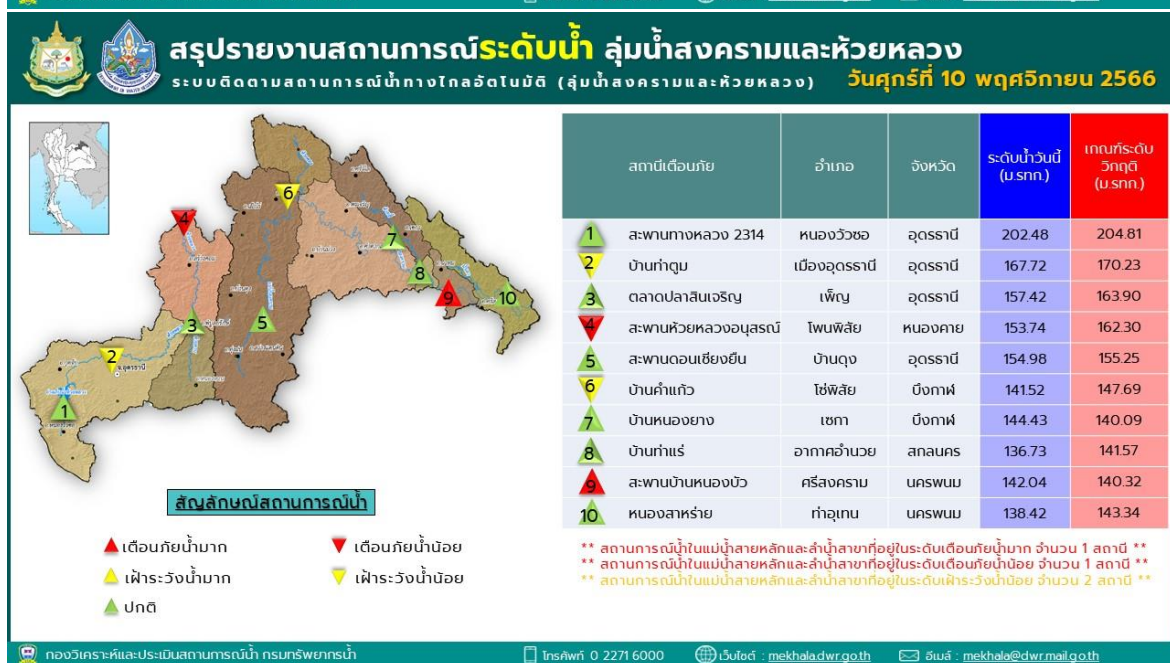 mekhala.dwr.go.th
mekhala@dwr.mail.go.th
สรุปรายงานสถานการณ์ระดับน้ำ ลุ่มน้ำสงครามและห้วยหลวง
ระบบติดตามสถานการณ์น้ำทางไกลอัตโนมัติ (ลุ่มน้ำสงครามและห้วยหลวง) วันศุกร์ที่ 10 พฤศจิกายน 2566
สถานีเตือนภัย อำเภอ จังหวัด ระดับน้ำวันนี้ (ม.รทก.) เกณฑ์ระดับวิกฤติ (ม.รทก.)
1 สะพานทางหลวง 2314 หนองวัวซอ อุดรธานี 202.48 204.81
2 บ้านท่าตูม เมืองอุดรธานี อุดรธานี 167.72 170.23
3 ตลาดปลาสินเจริญ เพ็ญ อุดรธานี 157.42 163.90
4 สะพานห้วยหลวงอนุสรณ์ โพนพิสัย หนองคาย 153.74 162.30
5 สะพานดอนเชียงยืน บ้านดุง อุดรธานี 154.98 155.25
6 บ้านคำแก้ว โซ่พิสัย บึงกาฬ 141.52 147.69
7 บ้านหนองยาง เซกา บึงกาฬ 144.43 140.09
8 บ้านท่าแร่ อากาศอำนวย สกลนคร 136.73 141.57
9 สะพานบ้านหนองบัว ศรีสงคราม นครพนม 142.04 140.32
10 หนองสาหร่าย ท่าอุเทน นครพนม 138.42 143.34
4
6
7
8
9
10
3
5
2
อ.อุดรธานี
1
สัญลักษณ์สถานการณ์น้ำ
เตือนภัยน้ำมาก เตือนภัยน้ำน้อย
เฝ้าระวังน้ำมาก เฝ้าระวังน้ำน้อย
ปกติ
** สถานการณ์น้ำในแม่น้ำสายหลักและลำน้ำสาขาที่อยู่ในระดับเตือนภัยน้ำมาก จำนวน 1 สถานี **
** สถานการณ์น้ำในแม่น้ำสายหลักและลำน้ำสาขาที่อยู่ในระดับเตือนภัยน้ำน้อย จำนวน 1 สถานี **
** สถานการณ์น้ำในแม่น้ำสายหลักและลำน้ำสาขาที่อยู่ในระดับเฝ้าระวังน้ำน้อย จำนวน 2 สถานี **
กองวิเคราะห์และประเมินสถานการณ์น้ำ กรมทรัพยากรน้ำ โทรศัพท์ 0 2271 6000 เว็บไซต์ : mekhala.dwr.go.th อีเมล์ : mekhala@dwr.mail.go.th